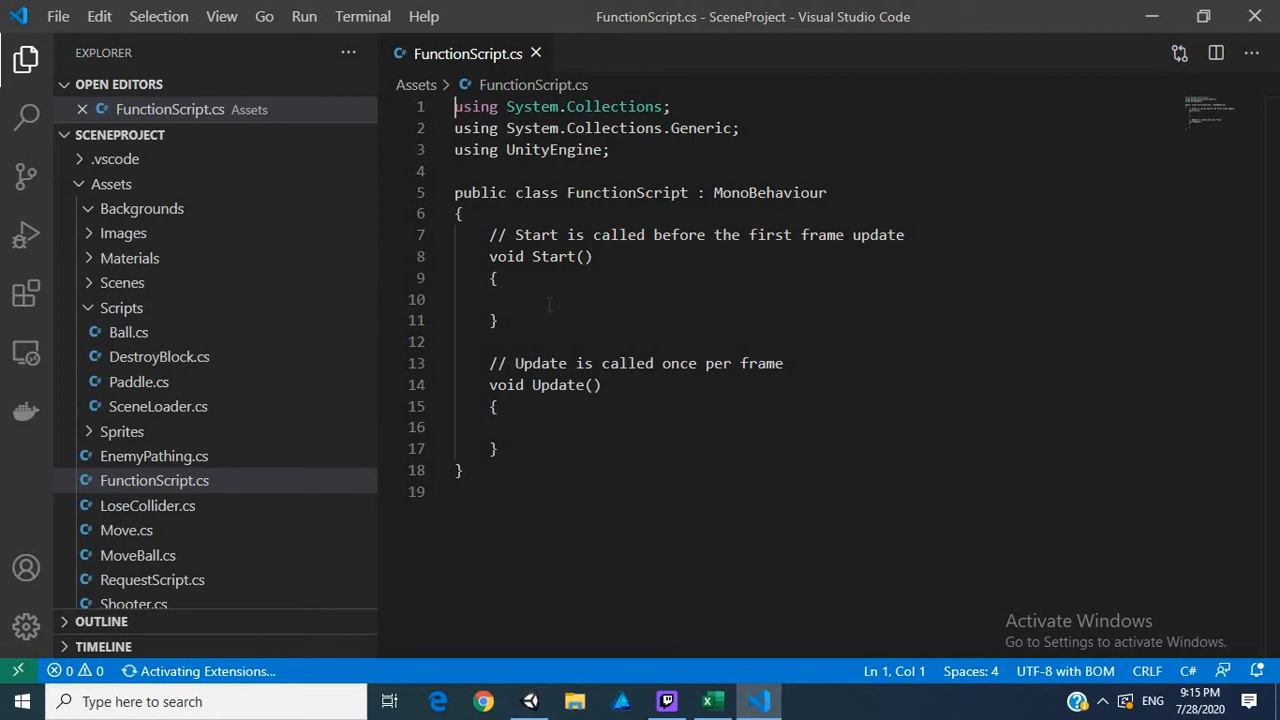 File Edit Selection View Go Run Terminal Help
FunctionScript.cs - SceneProject - Visual Studio Code
EXPLORER
OPEN EDITORS
FunctionScript.cs Assets
SCENEPROJECT
.vscode
Assets
Backgrounds
Images
Materials
Scenes
Scripts
Ball.cs
DestroyBlock.cs
Paddle.cs
SceneLoader.cs
Sprites
EnemyPathing.cs
FunctionScript.cs
LoseCollider.cs
Move.cs
MoveBall.cs
RequestScript.cs
Shooter.cs
OUTLINE
TIMELINE
FunctionScript.cs
Assets > FunctionScript.cs
1 using System.Collections;
2 using System.Collections.Generic;
3 using UnityEngine;
4
5 public class FunctionScript : MonoBehaviour
6 {
7 // Start is called before the first frame update
8 void Start()
9 {
10
11 }
12
13 // Update is called once per frame
14 void Update()
15 {
16
17 }
18 }
19
Activate Windows
Go to Settings to activate Windows.
0 0 Activating Extensions... Ln 1, Col 1 Spaces: 4 UTF-8 with BOM CRLF C#
Type here to search
ENG
9:15 PM
7/28/2020